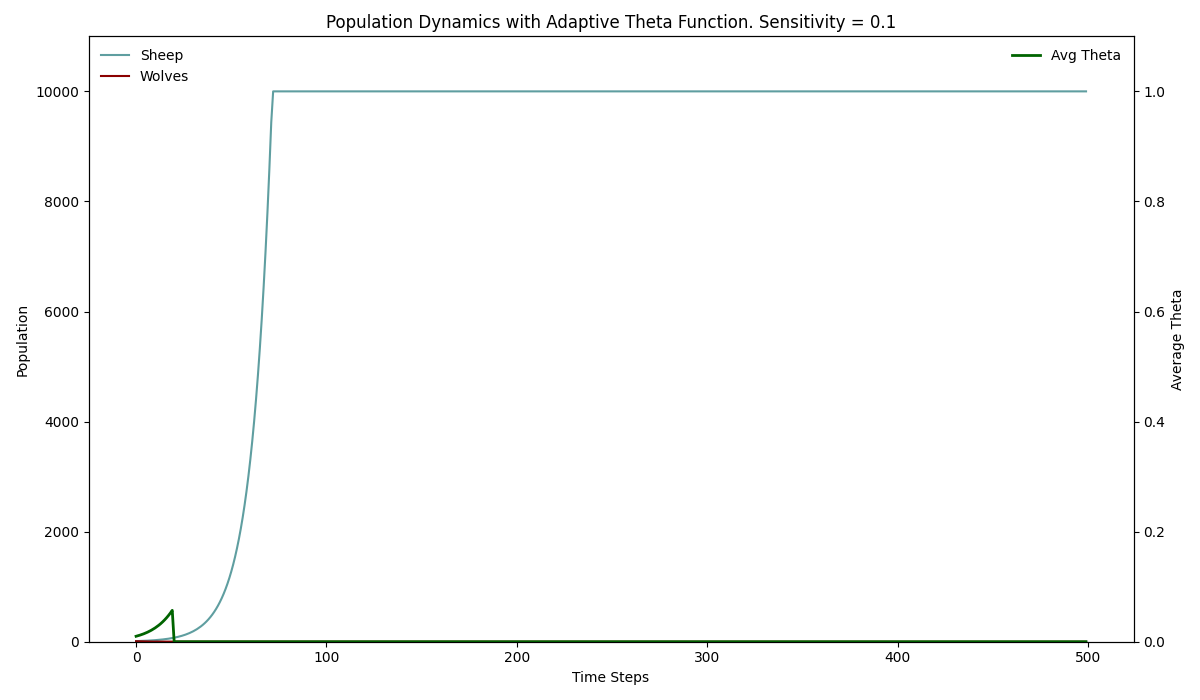 Population Dynamics with Adaptive Theta Function. Sensitivity = 0.1
Sheep
Wolves
Avg Theta
10000
8000
6000
4000
2000
0
Population
1.0
0.8
0.6
0.4
0.2
0.0
Average Theta
0 100 200 300 400 500
Time Steps